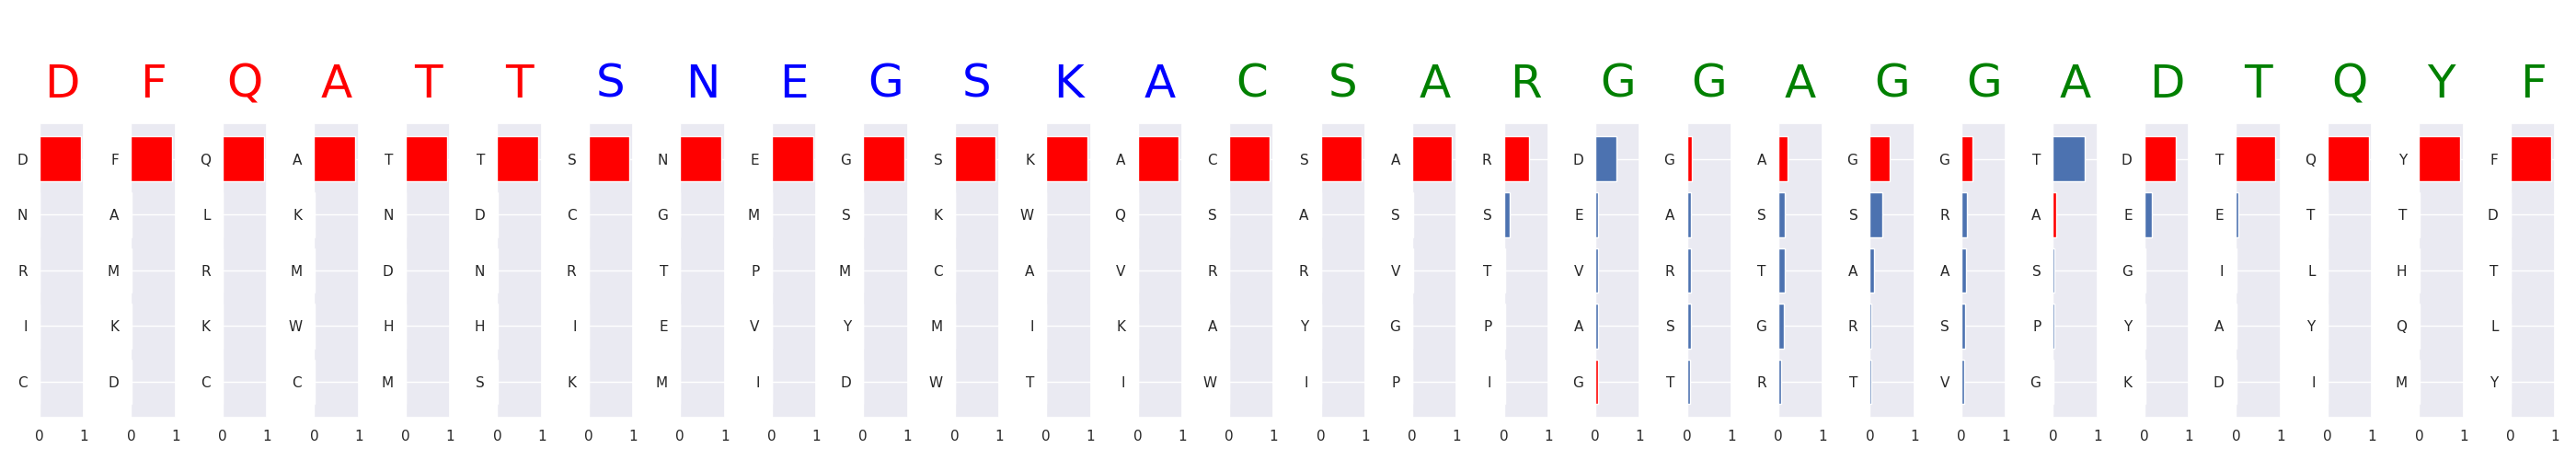 D F Q A T T S N E G S K A C S A R G G A G G A D T Q Y F
D F Q A T T S N E G S K A C S A R D G A G G T D T Q Y F
N A L K N D C G M S K W Q S A S S E A S S R A E E T T D
R M R M D N R T P M C A V R R V T V R T A A S G I L H T
I K K W H H I E V Y M I K A Y G P A S G R S P Y A Y Q L
C D C C M S K M I D W T I W I P I G T R T V G K D I M Y
0 1 0 1 0 1 0 1 0 1 0 1 0 1 0 1 0 1 0 1 0 1 0 1 0 1 0 1 0 1 0 1 0 1 0 1 0 1 0 1 0 1 0 1 0 1 0 1 0 1 0 1 0 1 0 1